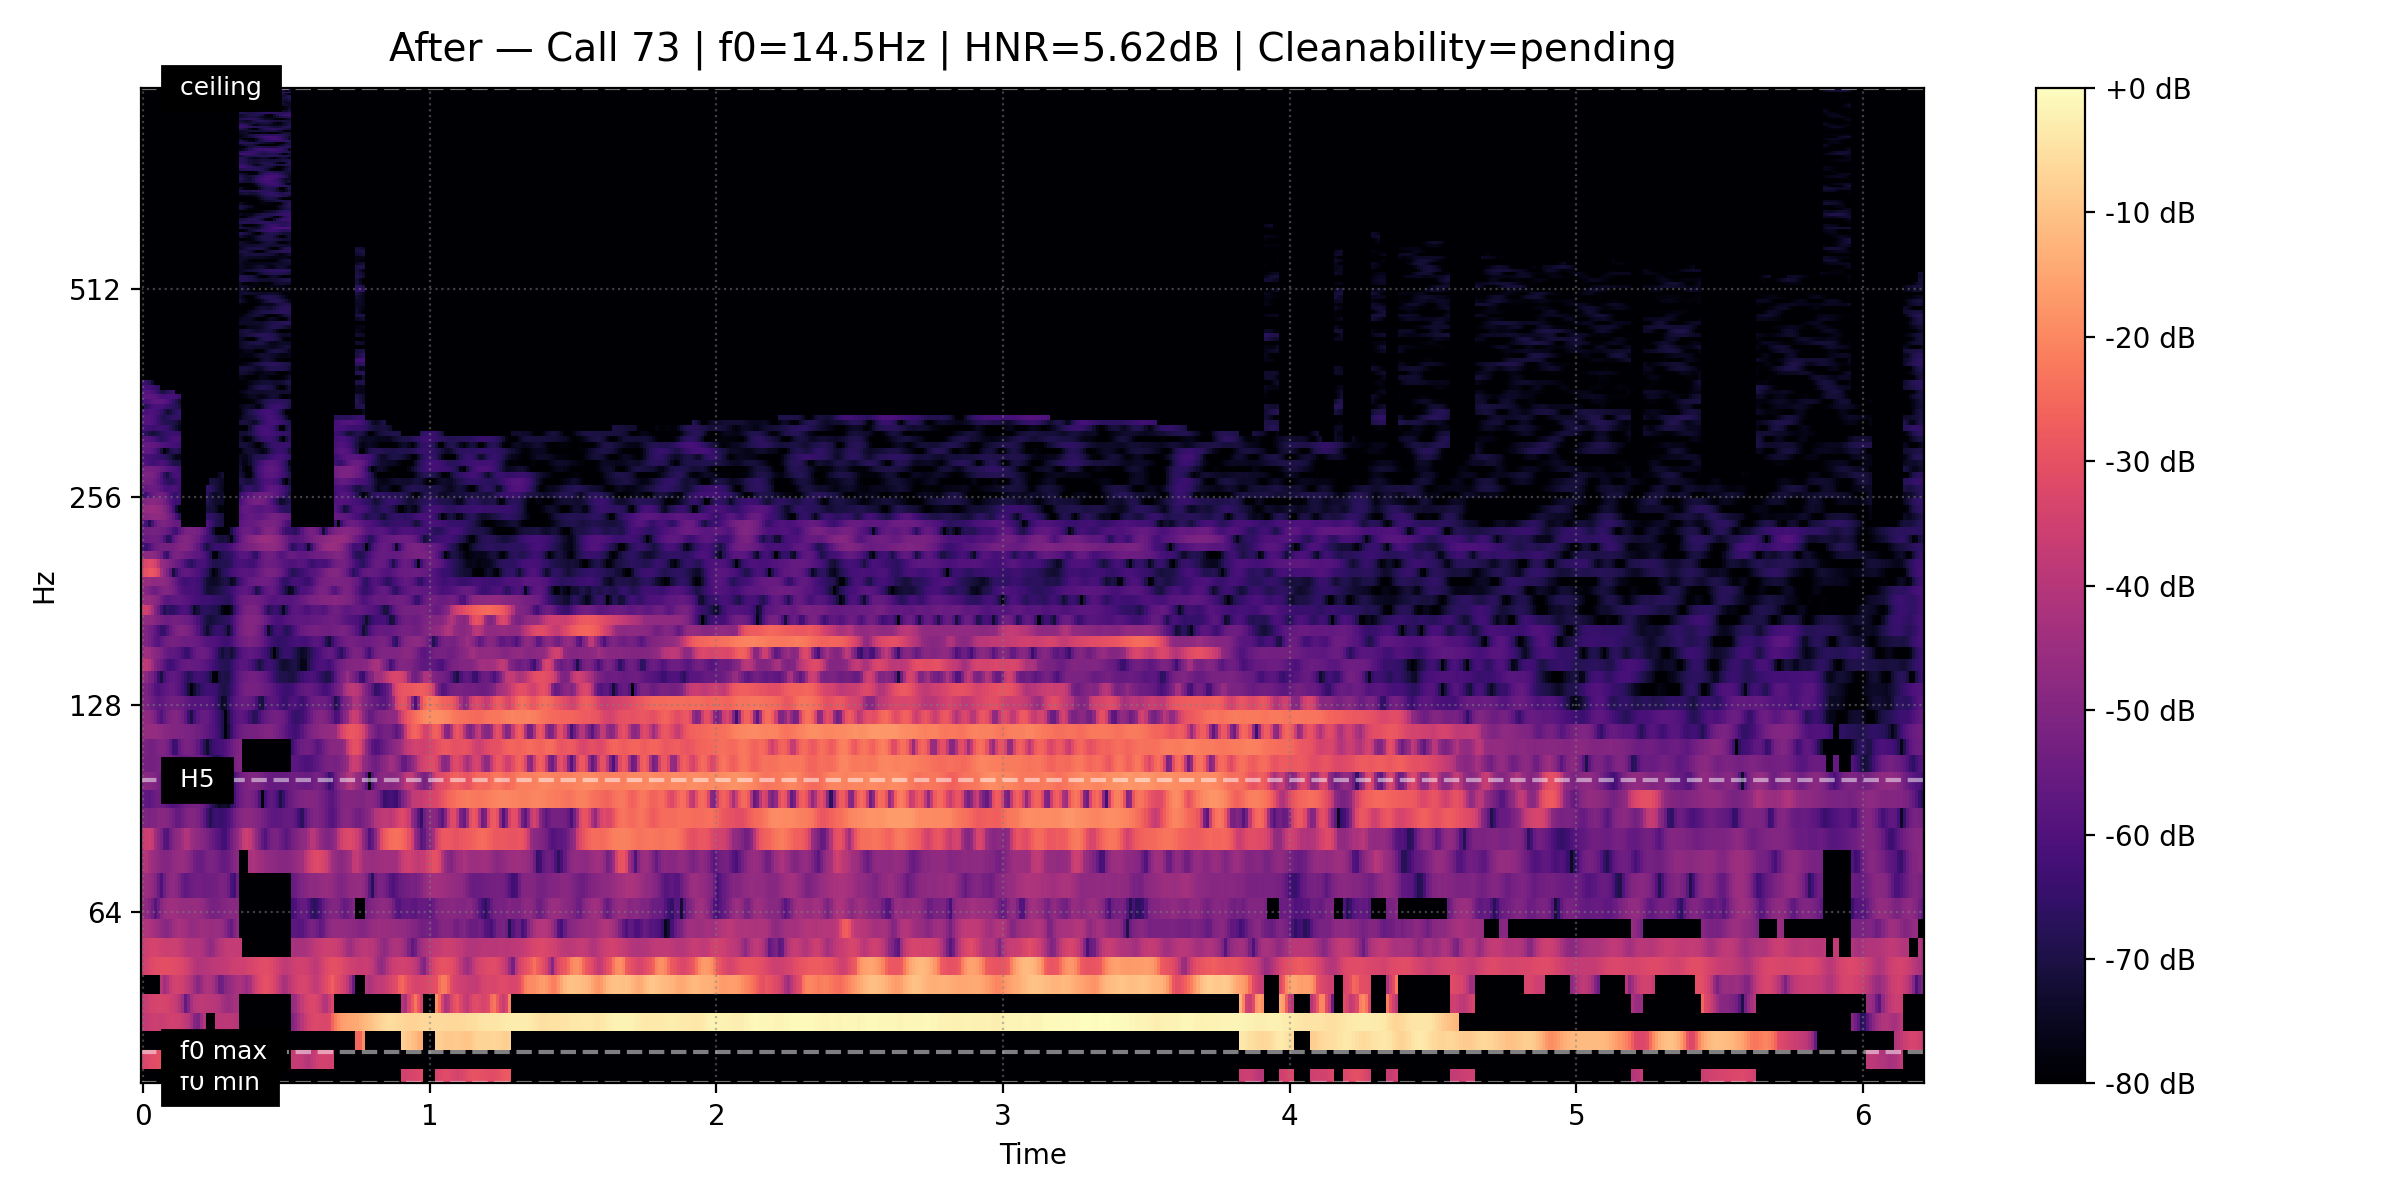 After — Call 73 | f0=14.5Hz | HNR=5.62dB | Cleanability=pending
ceiling
512
256
128
64
Hz
H5
f0 max
f0 min
0 1 2 3 4 5 6
Time
+0 dB
-10 dB
-20 dB
-30 dB
-40 dB
-50 dB
-60 dB
-70 dB
-80 dB